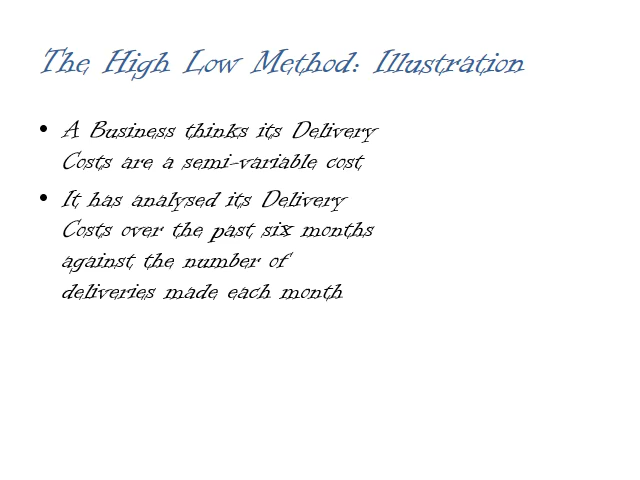 The High Low Method: Illustration
• A Business thinks its Delivery
Costs are a semi-variable cost
• It has analysed its Delivery
Costs over the past six months
against the number of
deliveries made each month